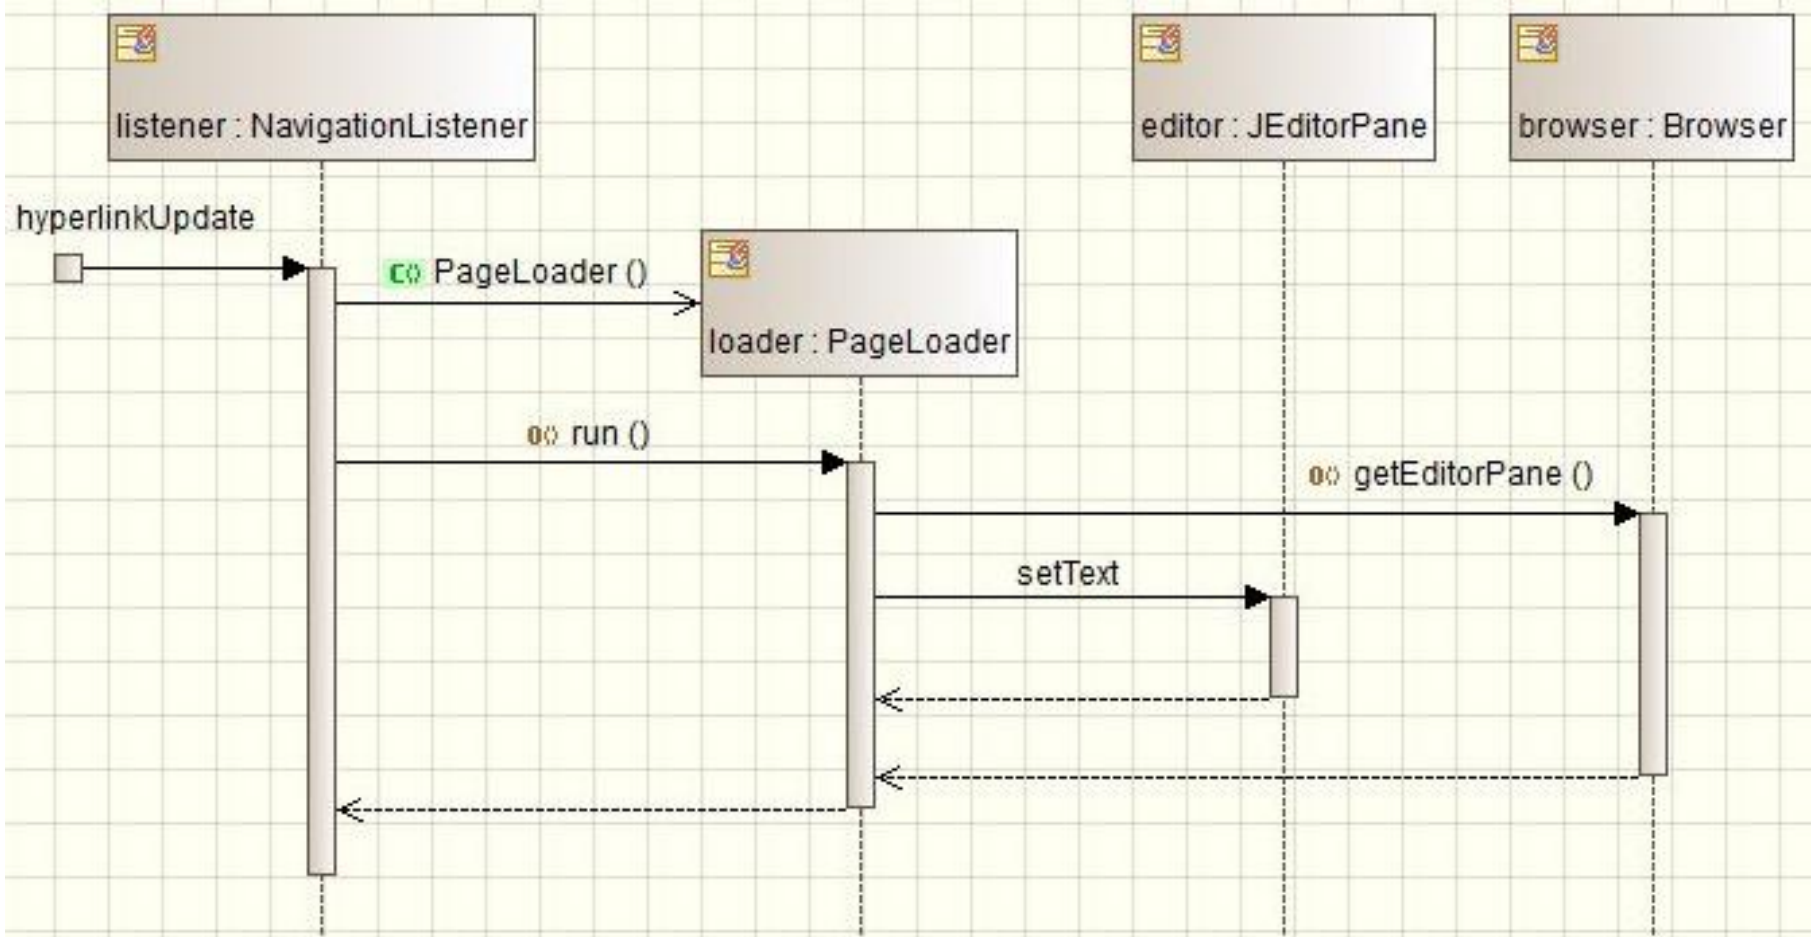 listener : NavigationListener
editor : JEditorPane
browser : Browser
hyperlinkUpdate
C() PageLoader ()
loader : PageLoader
O() run ()
O() getEditorPane ()
setText